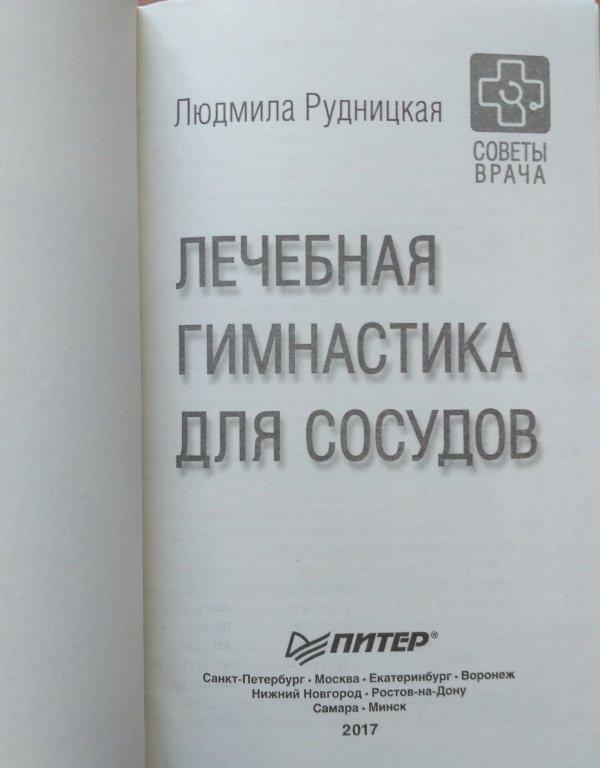 Людмила Рудницкая
СОВЕТЫ
ВРАЧА
ЛЕЧЕБНАЯ
ГИМНАСТИКА
ДЛЯ СОСУДОВ
ПИТЕР®
Санкт-Петербург · Москва · Екатеринбург · Воронеж
Нижний Новгород · Ростов-на-Дону
Самара · Минск
2017